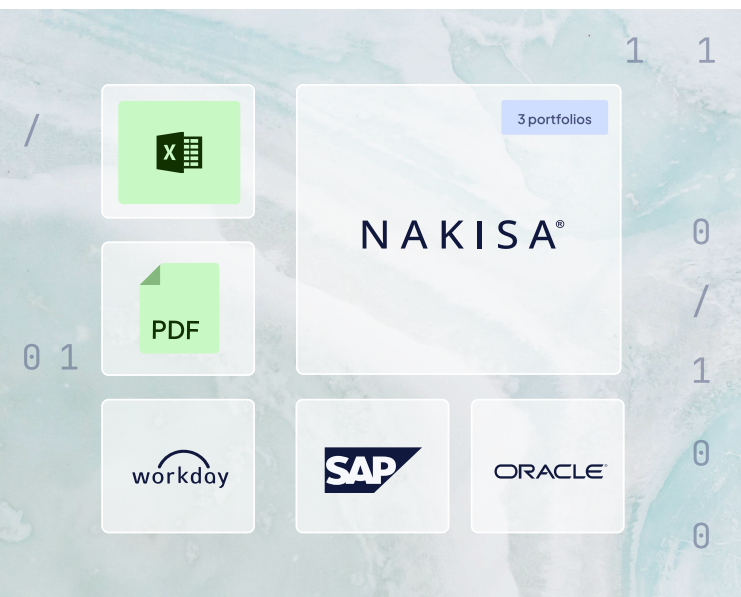 1 1
/
X
3 portfolios
NAKISA®
0
/
PDF
0 1
1
workday
SAP
ORACLE
0
0